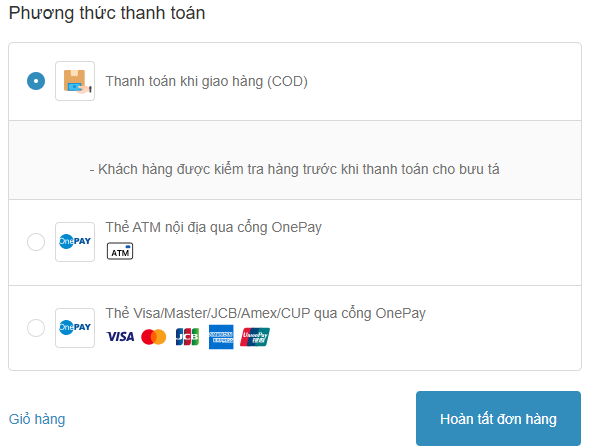 Phương thức thanh toán
Thanh toán khi giao hàng (COD)
- Khách hàng được kiểm tra hàng trước khi thanh toán cho bưu tá
OnePAY
Thẻ ATM nội địa qua cổng OnePay
ATM
OnePAY
Thẻ Visa/Master/JCB/Amex/CUP qua cổng OnePay
VISA JCB AMERICAN EXPRESS UnionPay 银联
Giỏ hàng
Hoàn tất đơn hàng